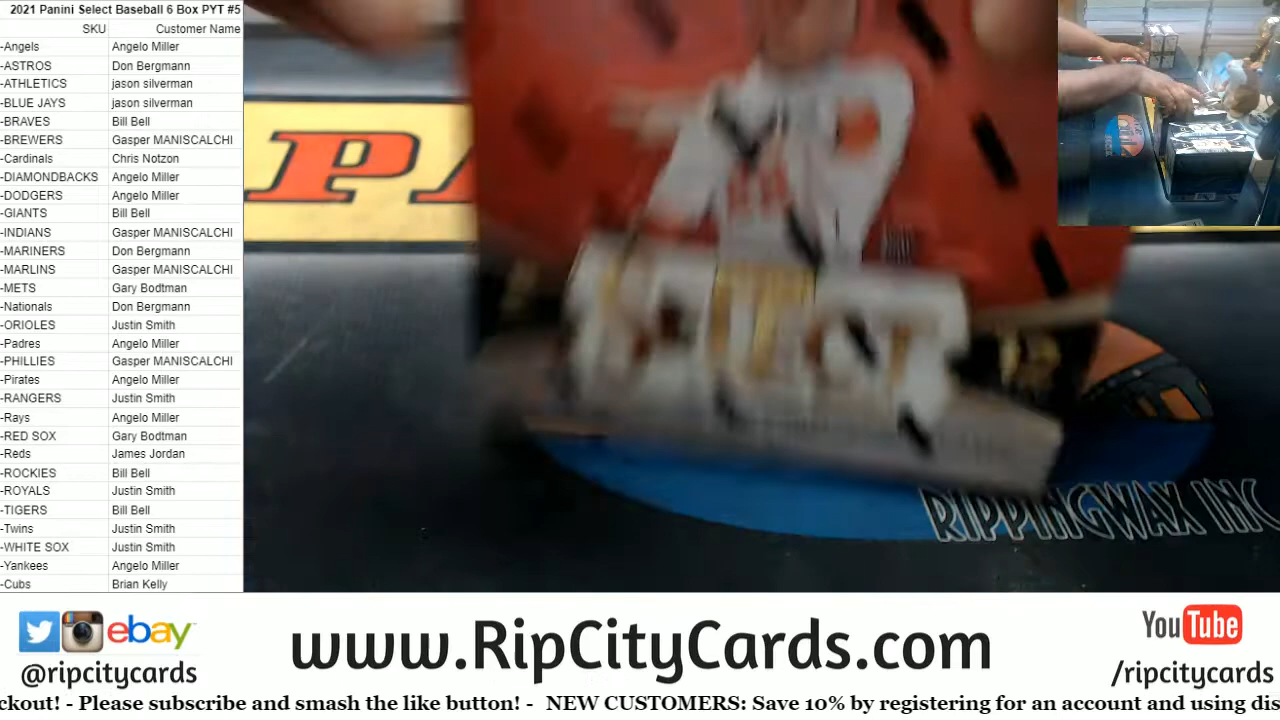 2021 Panini Select Baseball 6 Box PYT #5
SKU Customer Name
-Angels Angelo Miller
-ASTROS Don Bergmann
-ATHLETICS jason silverman
-BLUE JAYS jason silverman
-BRAVES Bill Bell
-BREWERS Gasper MANISCALCHI
-Cardinals Chris Notzon
-DIAMONDBACKS Angelo Miller
-DODGERS Angelo Miller
-GIANTS Bill Bell
-INDIANS Gasper MANISCALCHI
-MARINERS Don Bergmann
-MARLINS Gasper MANISCALCHI
-METS Gary Bodtman
-Nationals Don Bergmann
-ORIOLES Justin Smith
-Padres Angelo Miller
-PHILLIES Gasper MANISCALCHI
-Pirates Angelo Miller
-RANGERS Justin Smith
-Rays Angelo Miller
-RED SOX Gary Bodtman
-Reds James Jordan
-ROCKIES Bill Bell
-ROYALS Justin Smith
-TIGERS Bill Bell
-Twins Justin Smith
-WHITE SOX Justin Smith
-Yankees Angelo Miller
-Cubs Brian Kelly
PA
SELECT
RIPPINGWAX INC
ebay
@ripcitycards
www.RipCityCards.com
YouTube
/ripcitycards
ckout! - Please subscribe and smash the like button! - NEW CUSTOMERS: Save 10% by registering for an account and using dis